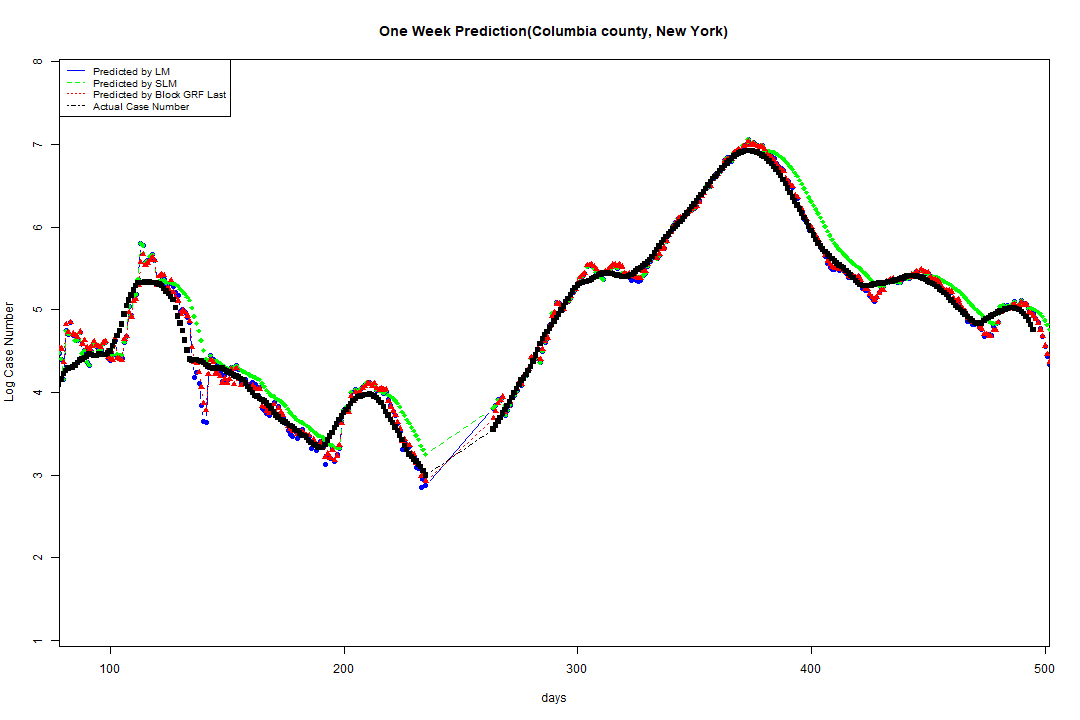 One Week Prediction(Columbia county, New York)
Predicted by LM
Predicted by SLM
Predicted by Block GRF Last
Actual Case Number
8
7
6
5
4
3
2
1
Log Case Number
100 200 300 400 500
days